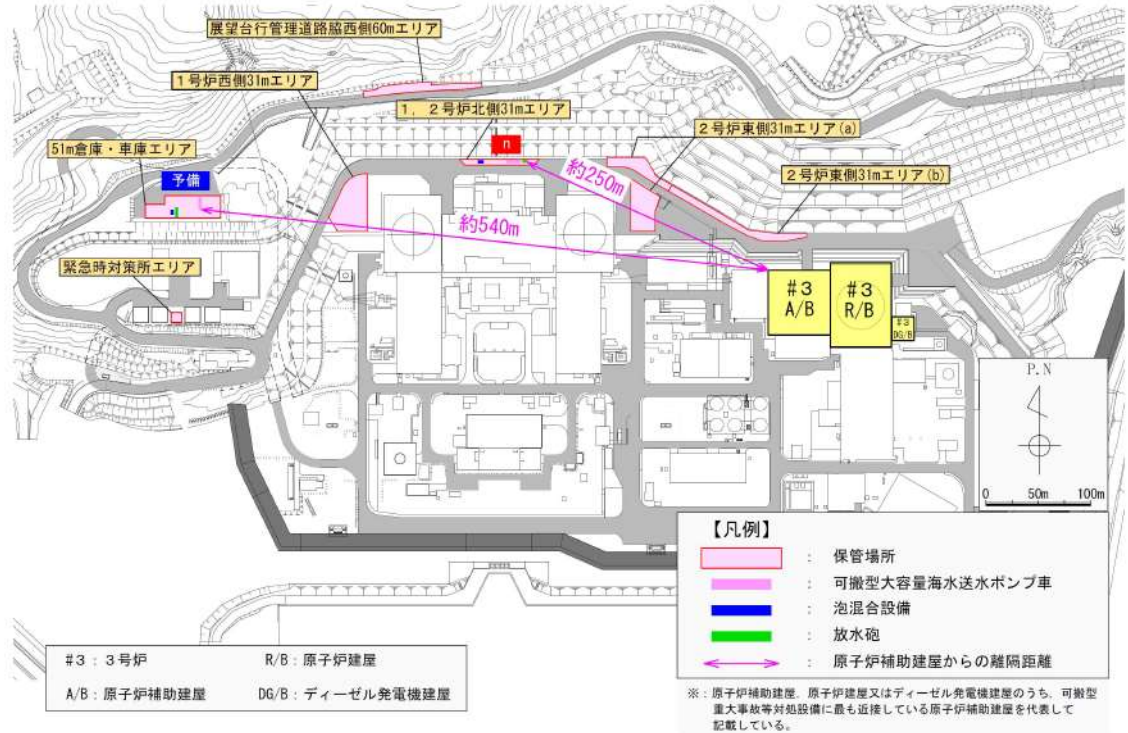 展望台行管理道路脇西側60mエリア
1号炉西側31mエリア
1，2号炉北側31mエリア
n
2号炉東側31mエリア(a)
51m倉庫・車庫エリア
約250m
2号炉東側31mエリア(b)
予備
約540m
緊急時対策所エリア
#3
A/B
#3
R/B
#3
DG/B
P.N
0 50m 100m
【凡例】
： 保管場所
： 可搬型大容量海水送水ポンプ車
： 泡混合設備
： 放水砲
： 原子炉補助建屋からの離隔距離
#3：3号炉 R/B：原子炉建屋
A/B：原子炉補助建屋 DG/B：ディーゼル発電機建屋
※：原子炉補助建屋，原子炉建屋又はディーゼル発電機建屋のうち，可搬型
重大事故等対処設備に最も近接している原子炉補助建屋を代表して
記載している。